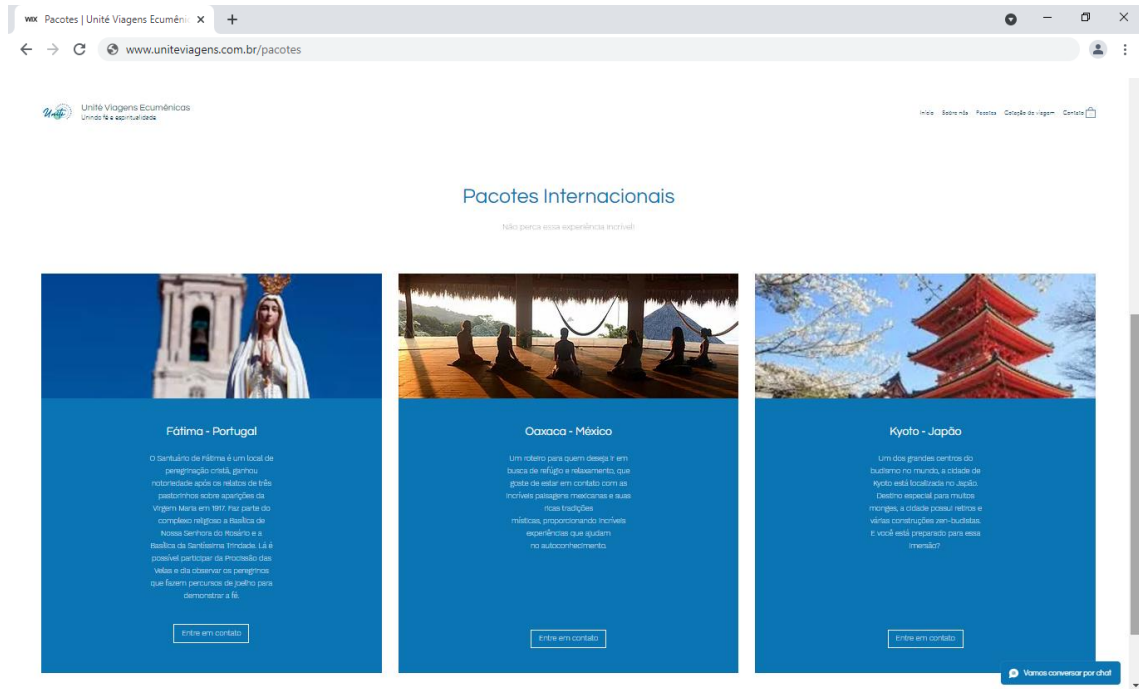 WiX Pacotes | Unité Viagens Ecumêni
www.uniteviagens.com.br/pacotes
Unité
Unité Viagens Ecumênicas
Unindo fé e espiritualidade
Início Sobre nós Pacotes Cotação de viagem Contato
Pacotes Internacionais
Não perca essa experiência incrível!
Fátima - Portugal
O Santuário de Fátima é um local de
peregrinação cristã, ganhou
notoriedade após os relatos de três
pastorinhos sobre aparições da
Virgem Maria em 1917. Faz parte do
complexo religioso a Basílica de
Nossa Senhora do Rosário e a
Basílica da Santíssima Trindade. Lá é
possível participar da Procissão das
Velas e dia observar os peregrinos
que fazem percursos de joelho para
demonstrar a fé.
Entre em contato
Oaxaca - México
Um roteiro para quem deseja ir em
busca de refúgio e relaxamento, que
goste de estar em contato com as
incríveis paisagens mexicanas e suas
ricas tradições
místicas, proporcionando incríveis
experiências que ajudam
no autoconhecimento.
Entre em contato
Kyoto - Japão
Um dos grandes centros do
budismo no mundo, a cidade de
Kyoto está localizada no Japão.
Destino especial para muitos
monges, a cidade possui retiros e
várias construções zen-budistas.
E você está preparado para essa
imersão?
Entre em contato
Vamos conversar por chat